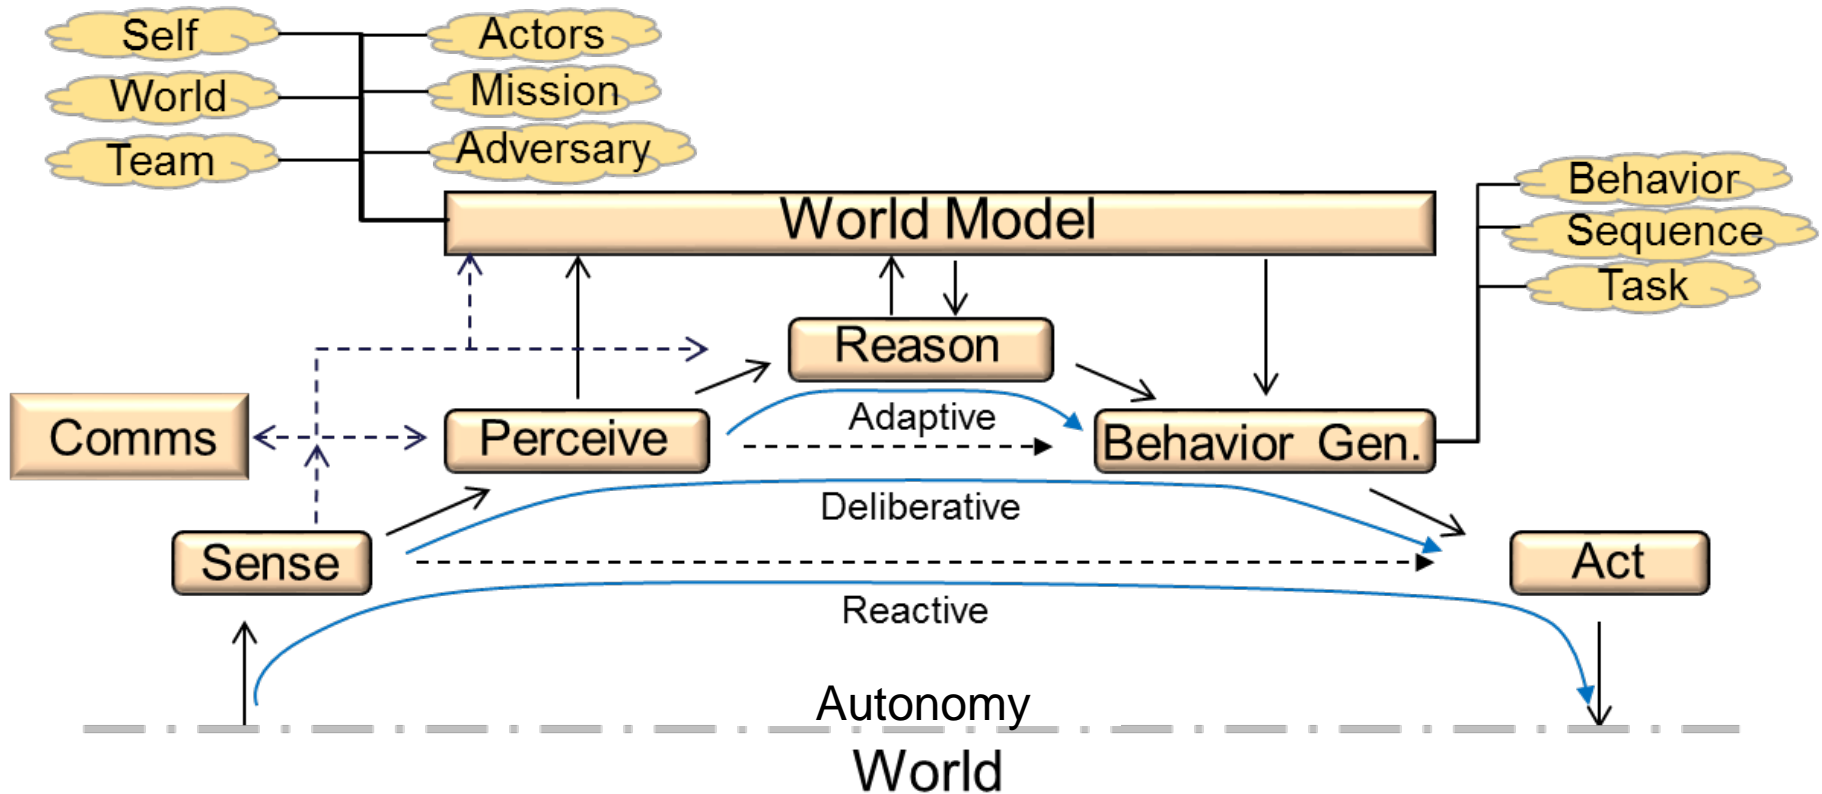 Self
Actors
World
Mission
Team
Adversary
World Model
Behavior
Sequence
Task
Reason
Comms
Perceive
Adaptive
Behavior Gen.
Deliberative
Sense
Act
Reactive
Autonomy
World